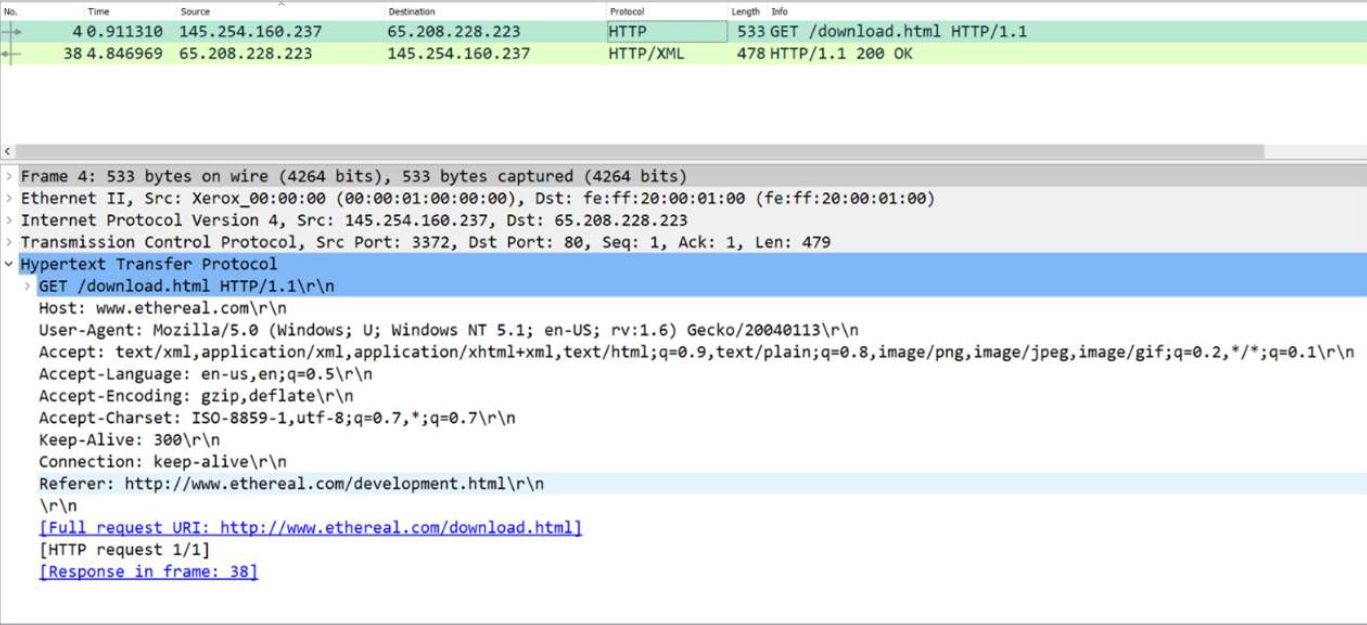 No. Time Source Destination Protocol Length Info
4 0.911310 145.254.160.237 65.208.228.223 HTTP 533 GET /download.html HTTP/1.1
38 4.846969 65.208.228.223 145.254.160.237 HTTP/XML 478 HTTP/1.1 200 OK
Frame 4: 533 bytes on wire (4264 bits), 533 bytes captured (4264 bits)
Ethernet II, Src: Xerox_00:00:00 (00:00:01:00:00:00), Dst: fe:ff:20:00:01:00 (fe:ff:20:00:01:00)
Internet Protocol Version 4, Src: 145.254.160.237, Dst: 65.208.228.223
Transmission Control Protocol, Src Port: 3372, Dst Port: 80, Seq: 1, Ack: 1, Len: 479
Hypertext Transfer Protocol
GET /download.html HTTP/1.1\r\n
Host: www.ethereal.com\r\n
User-Agent: Mozilla/5.0 (Windows; U; Windows NT 5.1; en-US; rv:1.6) Gecko/20040113\r\n
Accept: text/xml,application/xml,application/xhtml+xml,text/html;q=0.9,text/plain;q=0.8,image/png,image/jpeg,image/gif;q=0.2,*/*;q=0.1\r\n
Accept-Language: en-us,en;q=0.5\r\n
Accept-Encoding: gzip,deflate\r\n
Accept-Charset: ISO-8859-1,utf-8;q=0.7,*;q=0.7\r\n
Keep-Alive: 300\r\n
Connection: keep-alive\r\n
Referer: http://www.ethereal.com/development.html\r\n
\r\n
[Full request URI: http://www.ethereal.com/download.html]
[HTTP request 1/1]
[Response in frame: 38]